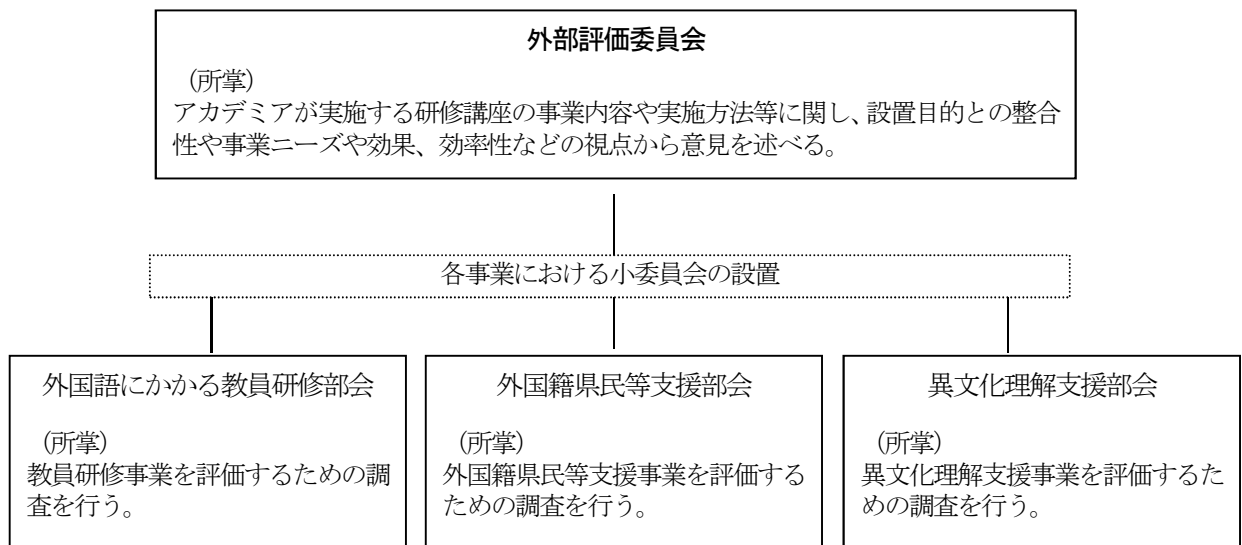 外部評価委員会
（所掌）
アカデミアが実施する研修講座の事業内容や実施方法等に関し、設置目的との整合
性や事業ニーズや効果、効率性などの視点から意見を述べる。
各事業における小委員会の設置
外国語にかかる教員研修部会
（所掌）
教員研修事業を評価するための調
査を行う。
外国籍県民等支援部会
（所掌）
外国籍県民等支援事業を評価する
ための調査を行う。
異文化理解支援部会
（所掌）
異文化理解支援事業を評価するた
めの調査を行う。